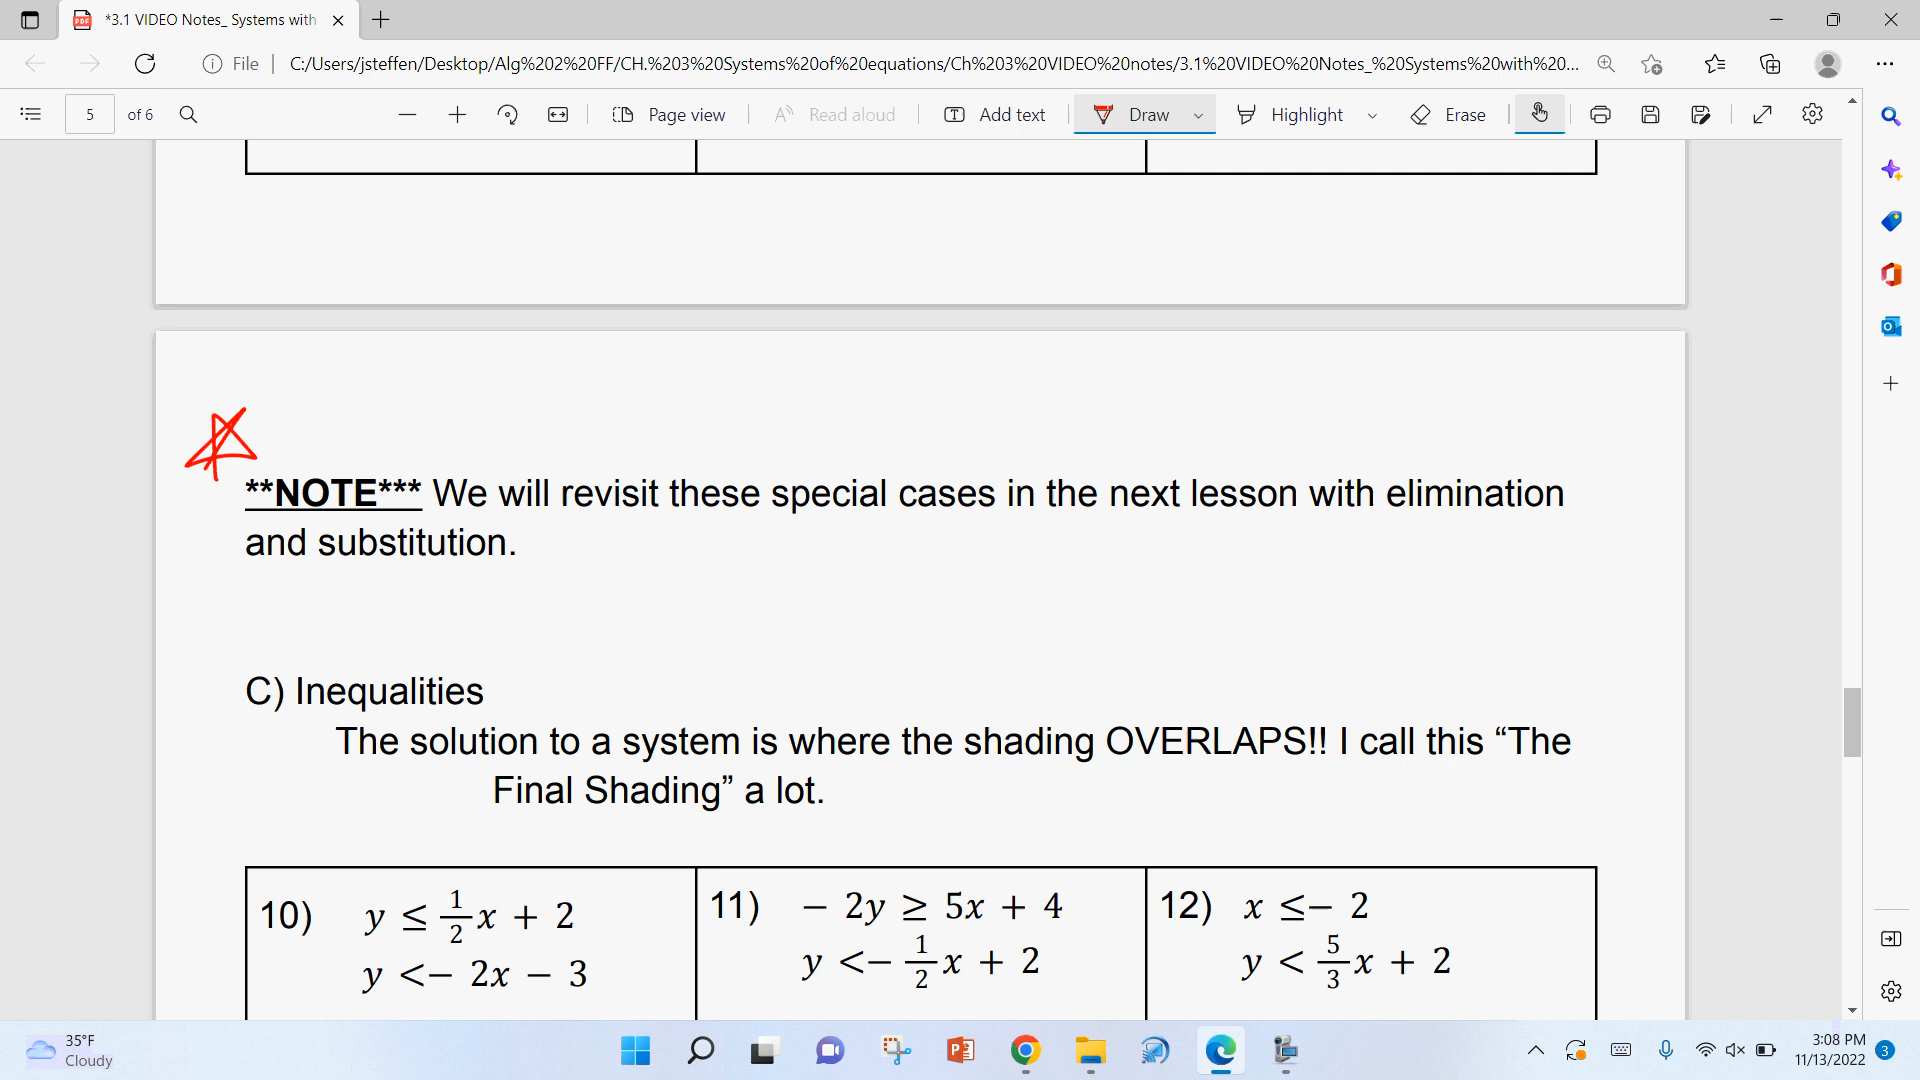 *3.1 VIDEO Notes_ Systems with
File
C:/Users/jsteffen/Desktop/Alg%202%20FF/CH.%203%20Systems%20of%20equations/Ch%203%20VIDEO%20notes/3.1%20VIDEO%20Notes_%20Systems%20with%20...
5 of 6 Page view Read aloud Add text Draw Highlight Erase
**NOTE*** We will revisit these special cases in the next lesson with elimination
and substitution.
C) Inequalities
The solution to a system is where the shading OVERLAPS!! I call this “The
Final Shading” a lot.
10) y ≤ 1/2 x + 2
y <− 2x − 3
11) − 2y ≥ 5x + 4
y <− 1/2 x + 2
12) x ≤− 2
y < 5/3 x + 2
35°F
Cloudy
3:08 PM
11/13/2022
3